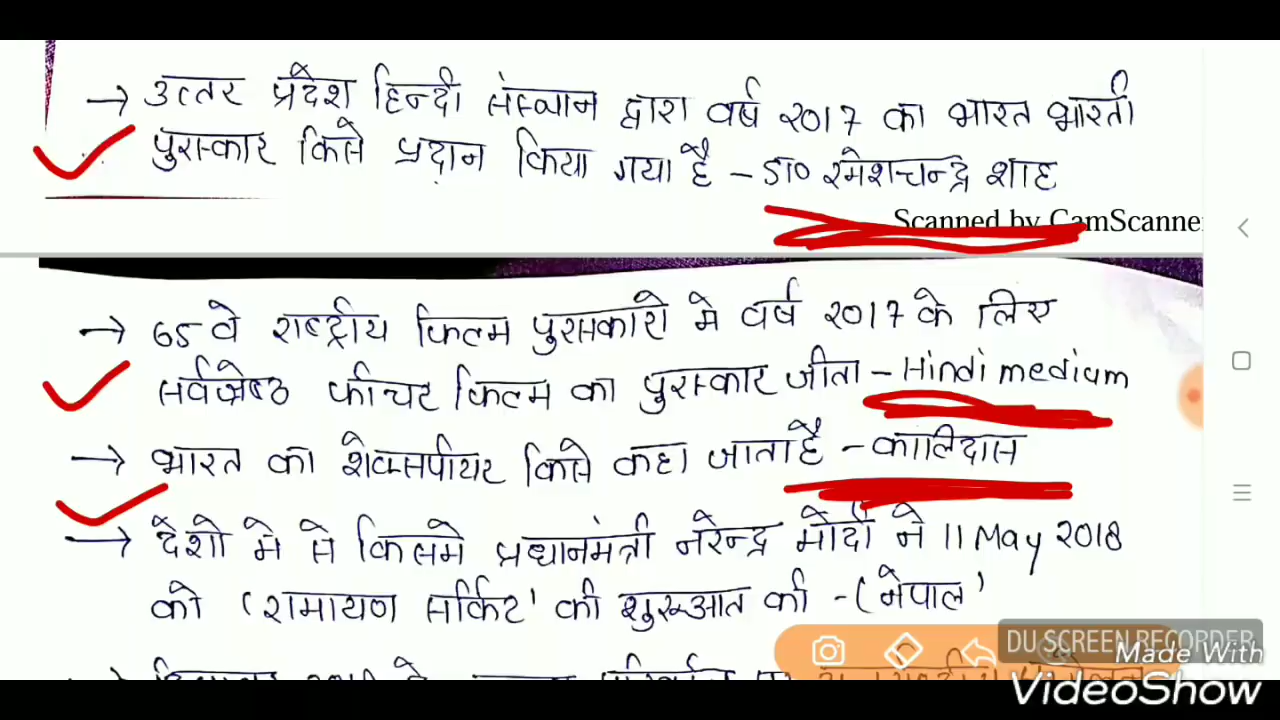 → उत्तर प्रदेश हिन्दी संस्थान द्वारा वर्ष 2017 का भारत भारती
पुरस्कार किसे प्रदान किया गया है - डा० रमेशचन्द्र शाह
Scanned by CamScanne
→ 65 वे राष्ट्रीय फिल्म पुरस्कारो मे वर्ष 2017 के लिए
सर्वश्रेष्ठ फीचर फिल्म का पुरस्कार जीता - Hindi medium
→ भारत का शेक्सपीयर किसे कहा जाता है - कालिदास
→ देशो मे से किसमे प्रधानमंत्री नरेन्द्र मोदी ने 11 May 2018
को 'रामायण सर्किट' की शुरूआत की - (नेपाल'
DU SCREEN RECORDER
Made With
VideoShow